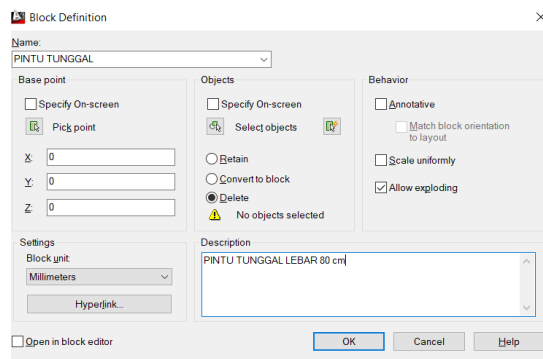 Block Definition
Name:
PINTU TUNGGAL
Base point
Specify On-screen
Pick point
X: 0
Y: 0
Z: 0
Objects
Specify On-screen
Select objects
Retain
Convert to block
Delete
No objects selected
Behavior
Annotative
Match block orientation
to layout
Scale uniformly
Allow exploding
Settings
Block unit:
Millimeters
Hyperlink...
Description
PINTU TUNGGAL LEBAR 80 cm
Open in block editor
OK
Cancel
Help